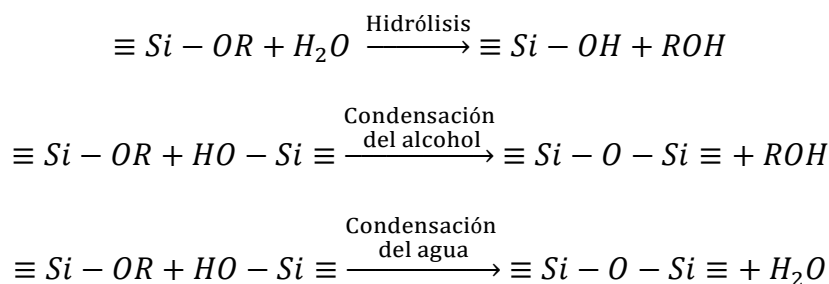 Hidrólisis
≡ Si − OR + H₂O ⟶ ≡ Si − OH + ROH
Condensación
del alcohol
≡ Si − OR + HO − Si ≡ ⟶ ≡ Si − O − Si ≡ + ROH
Condensación
del agua
≡ Si − OR + HO − Si ≡ ⟶ ≡ Si − O − Si ≡ + H₂O